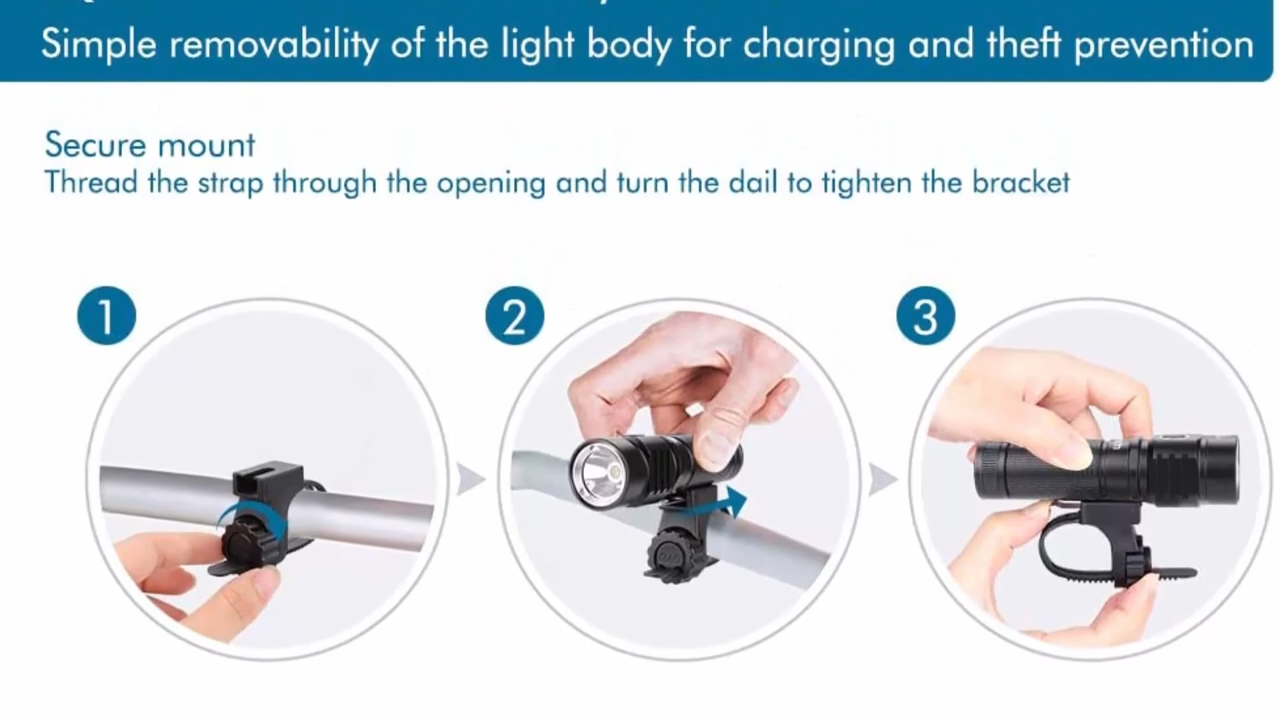 Simple removability of the light body for charging and theft prevention
Secure mount
Thread the strap through the opening and turn the dail to tighten the bracket
1
2
3